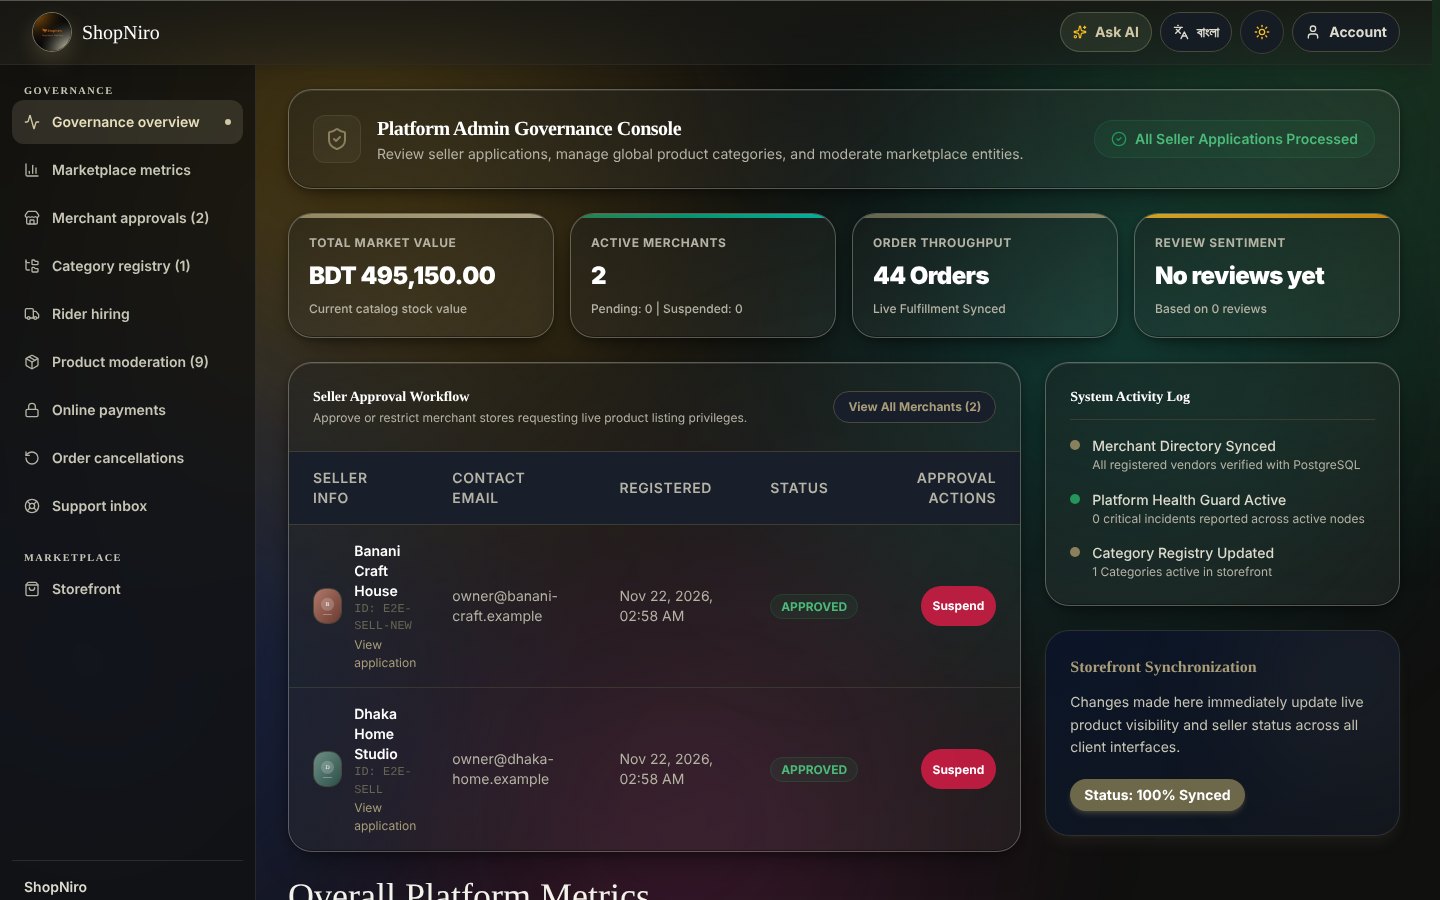 ShopNiro
Ask AI
বাংলা
Account
GOVERNANCE
Governance overview
Marketplace metrics
Merchant approvals (2)
Category registry (1)
Rider hiring
Product moderation (9)
Online payments
Order cancellations
Support inbox
MARKETPLACE
Storefront
ShopNiro
Platform Admin Governance Console
Review seller applications, manage global product categories, and moderate marketplace entities.
All Seller Applications Processed
TOTAL MARKET VALUE
BDT 495,150.00
Current catalog stock value
ACTIVE MERCHANTS
2
Pending: 0 | Suspended: 0
ORDER THROUGHPUT
44 Orders
Live Fulfillment Synced
REVIEW SENTIMENT
No reviews yet
Based on 0 reviews
Seller Approval Workflow
Approve or restrict merchant stores requesting live product listing privileges.
View All Merchants (2)
SELLER
INFO
CONTACT
EMAIL
REGISTERED
STATUS
APPROVAL
ACTIONS
Banani
Craft
House
ID: E2E-
SELL-NEW
View
application
owner@banani-
craft.example
Nov 22, 2026,
02:58 AM
APPROVED
Suspend
Dhaka
Home
Studio
ID: E2E-
SELL
View
application
owner@dhaka-
home.example
Nov 22, 2026,
02:58 AM
APPROVED
Suspend
System Activity Log
Merchant Directory Synced
All registered vendors verified with PostgreSQL
Platform Health Guard Active
0 critical incidents reported across active nodes
Category Registry Updated
1 Categories active in storefront
Storefront Synchronization
Changes made here immediately update live
product visibility and seller status across all
client interfaces.
Status: 100% Synced
Overall Platform Metrics